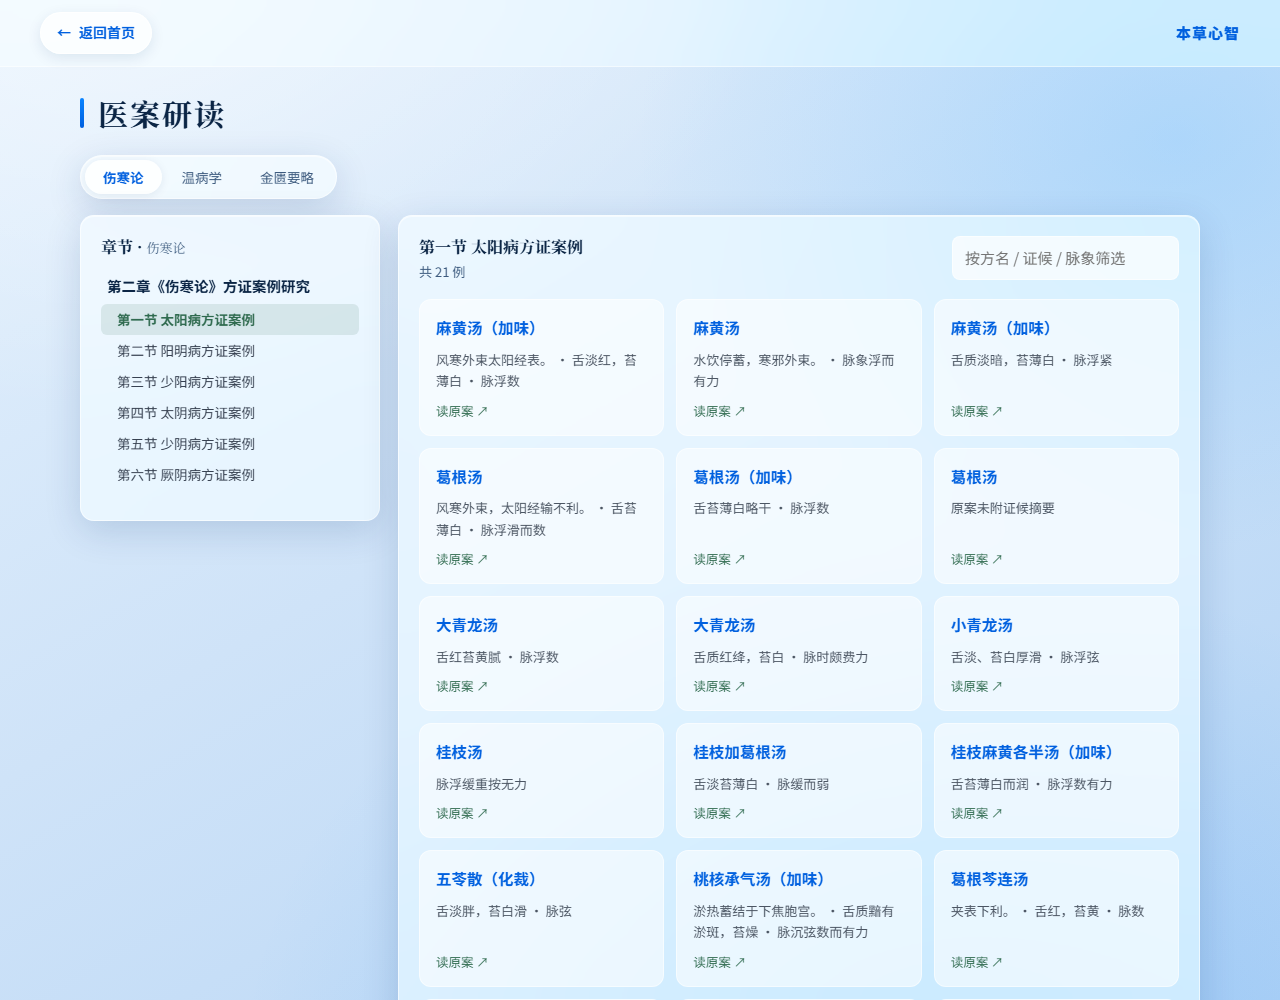 ← 返回首页
本草心智
医案研读
伤寒论
温病学
金匮要略
章节 · 伤寒论
第二章《伤寒论》方证案例研究
第一节 太阳病方证案例
第二节 阳明病方证案例
第三节 少阳病方证案例
第四节 太阴病方证案例
第五节 少阴病方证案例
第六节 厥阴病方证案例
第一节 太阳病方证案例
共 21 例
按方名 / 证候 / 脉象筛选
麻黄汤（加味）
风寒外束太阳经表。 · 舌淡红，苔
薄白 · 脉浮数
读原案 ↗
麻黄汤
水饮停蓄，寒邪外束。 · 脉象浮而
有力
读原案 ↗
麻黄汤（加味）
舌质淡暗，苔薄白 · 脉浮紧
读原案 ↗
葛根汤
风寒外束，太阳经输不利。 · 舌苔
薄白 · 脉浮滑而数
读原案 ↗
葛根汤（加味）
舌苔薄白略干 · 脉浮数
读原案 ↗
葛根汤
原案未附证候摘要
读原案 ↗
大青龙汤
舌红苔黄腻 · 脉浮数
读原案 ↗
大青龙汤
舌质红绛，苔白 · 脉时颇费力
读原案 ↗
小青龙汤
舌淡、苔白厚滑 · 脉浮弦
读原案 ↗
桂枝汤
脉浮缓重按无力
读原案 ↗
桂枝加葛根汤
舌淡苔薄白 · 脉缓而弱
读原案 ↗
桂枝麻黄各半汤（加味）
舌苔薄白而润 · 脉浮数有力
读原案 ↗
五苓散（化裁）
舌淡胖，苔白滑 · 脉弦
读原案 ↗
桃核承气汤（加味）
淤热蓄结于下焦胞宫。 · 舌质黯有
淤斑，苔燥 · 脉沉弦数而有力
读原案 ↗
葛根芩连汤
夹表下利。 · 舌红，苔黄 · 脉数
读原案 ↗